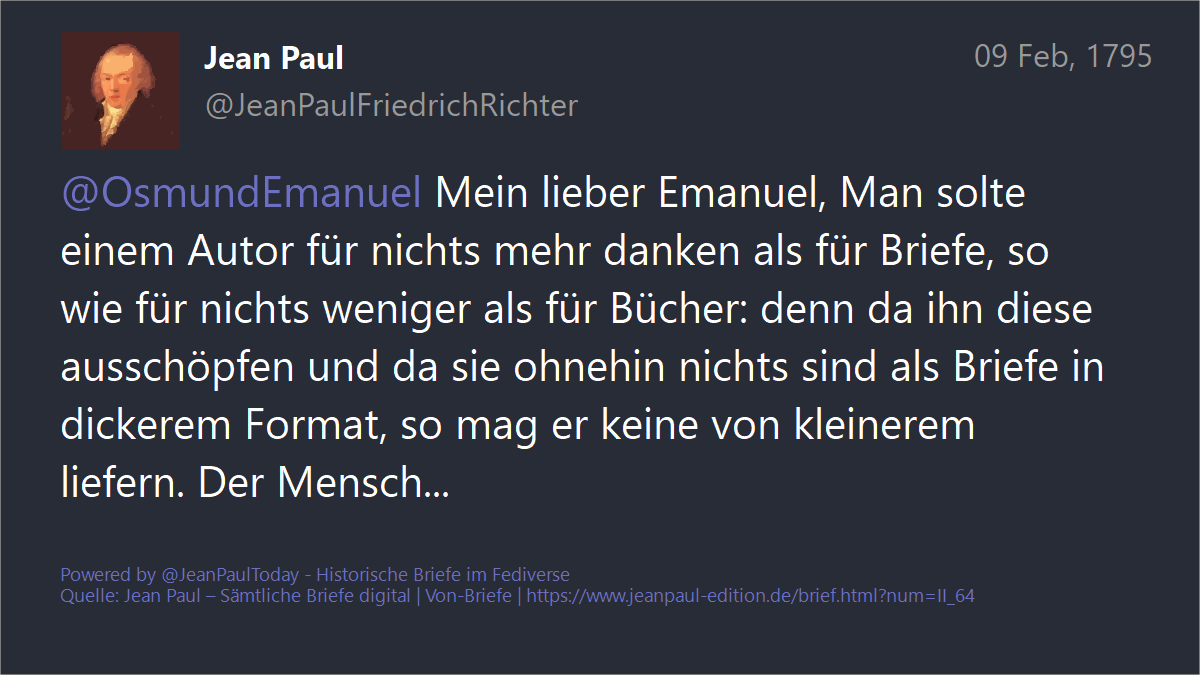 Jean Paul
09 Feb, 1795
@JeanPaulFriedrichRichter
@OsmundEmanuel Mein lieber Emanuel, Man solte
einem Autor für nichts mehr danken als für Briefe, so
wie für nichts weniger als für Bücher: denn da ihn diese
ausschöpfen und da sie ohnehin nichts sind als Briefe in
dickerem Format, so mag er keine von kleinerem
liefern. Der Mensch...
Powered by @JeanPaulToday - Historische Briefe im Fediverse
Quelle: Jean Paul – Sämtliche Briefe digital | Von-Briefe | https://www.jeanpaul-edition.de/brief.html?num=II_64